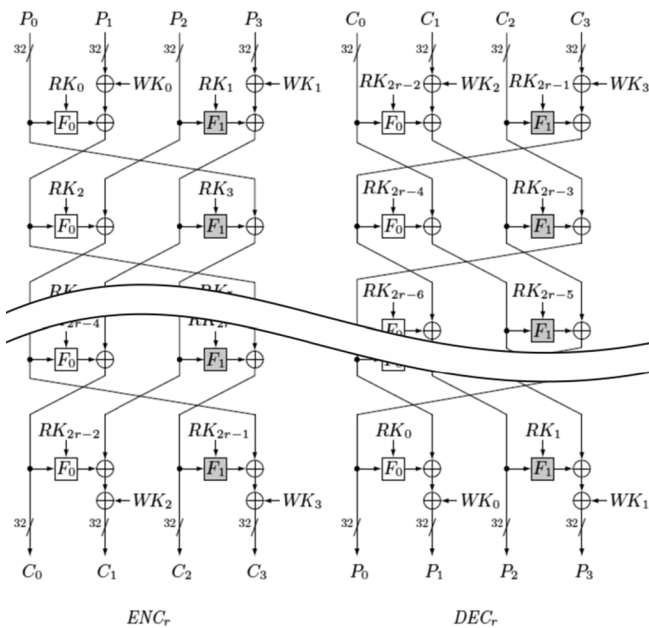 P₀ P₁ P₂ P₃ C₀ C₁ C₂ C₃
32 32 32 32 32 32 32 32
RK₀ WK₀ RK₁ WK₁ RK₂ᵣ₋₂ WK₂ RK₂ᵣ₋₁ WK₃
F₀ F₁ F₀ F₁
RK₂ RK₃ RK₂ᵣ₋₄ RK₂ᵣ₋₃
F₀ F₁ F₀ F₁
RK₂ᵣ₋₆ RK₂ᵣ₋₅
F₀ F₁
F₀ F₁
RK₂ᵣ₋₂ RK₂ᵣ₋₁ RK₀ RK₁
F₀ F₁ F₀ F₁
WK₂ WK₃ WK₀ WK₁
32 32 32 32 32 32 32 32
C₀ C₁ C₂ C₃ P₀ P₁ P₂ P₃
ENCᵣ DECᵣ